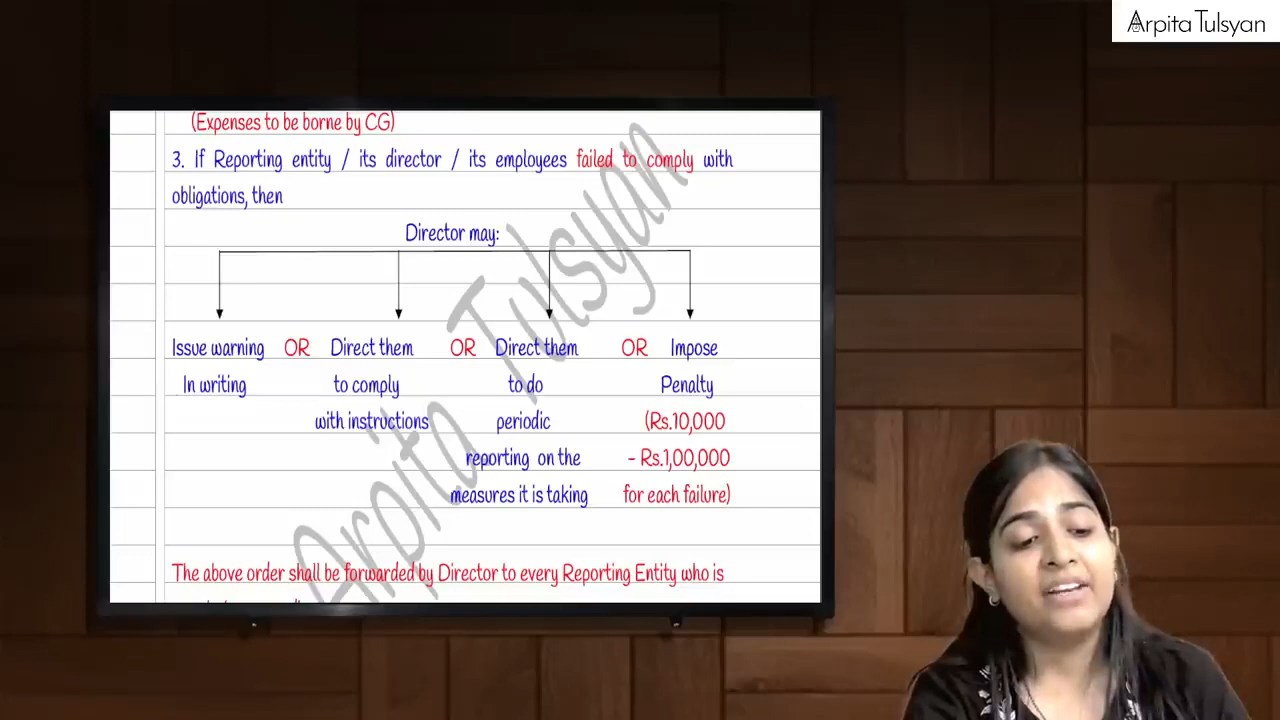 Arpita Tulsyan
(Expenses to be borne by CG)
3. If Reporting entity / its director / its employees failed to comply with
obligations, then
Director may:
Issue warning OR Direct them OR Direct them OR Impose
In writing to comply to do Penalty
with instructions periodic (Rs.10,000
reporting on the - Rs.1,00,000
measures it is taking for each failure)
The above order shall be forwarded by Director to every Reporting Entity who is
Arpita Tulsyan